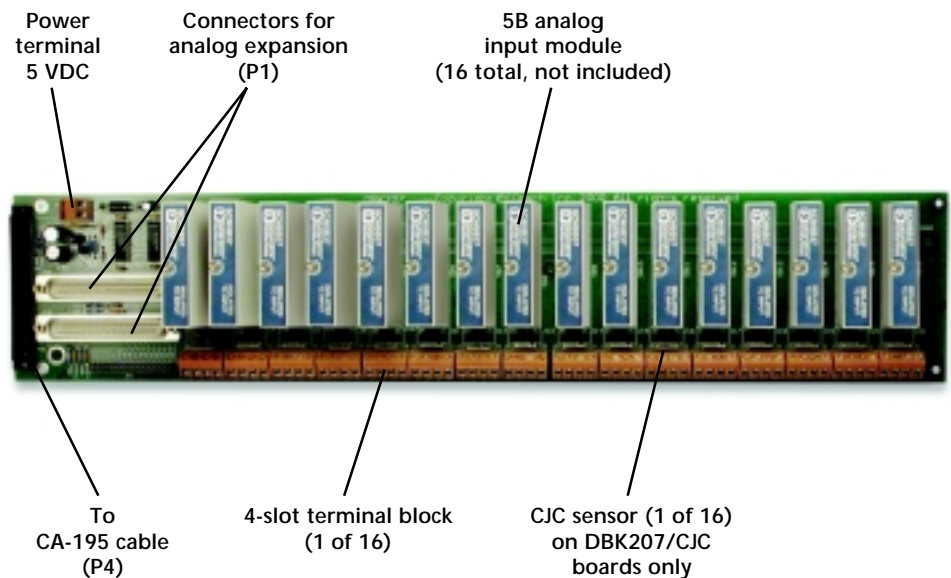 Power
terminal
5 VDC
Connectors for
analog expansion
(P1)
5B analog
input module
(16 total, not included)
To
CA-195 cable
(P4)
4-slot terminal block
(1 of 16)
CJC sensor (1 of 16)
on DBK207/CJC
boards only